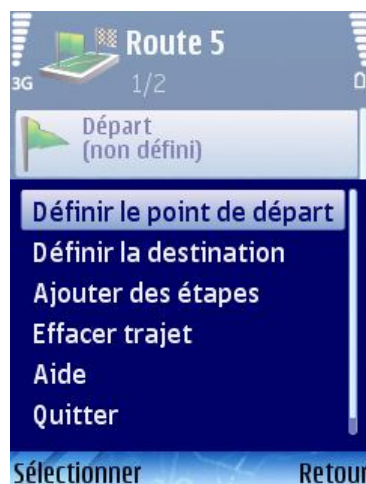 Route 5
3G
1/2
Départ
(non défini)
Définir le point de départ
Définir la destination
Ajouter des étapes
Effacer trajet
Aide
Quitter
Sélectionner
Retour